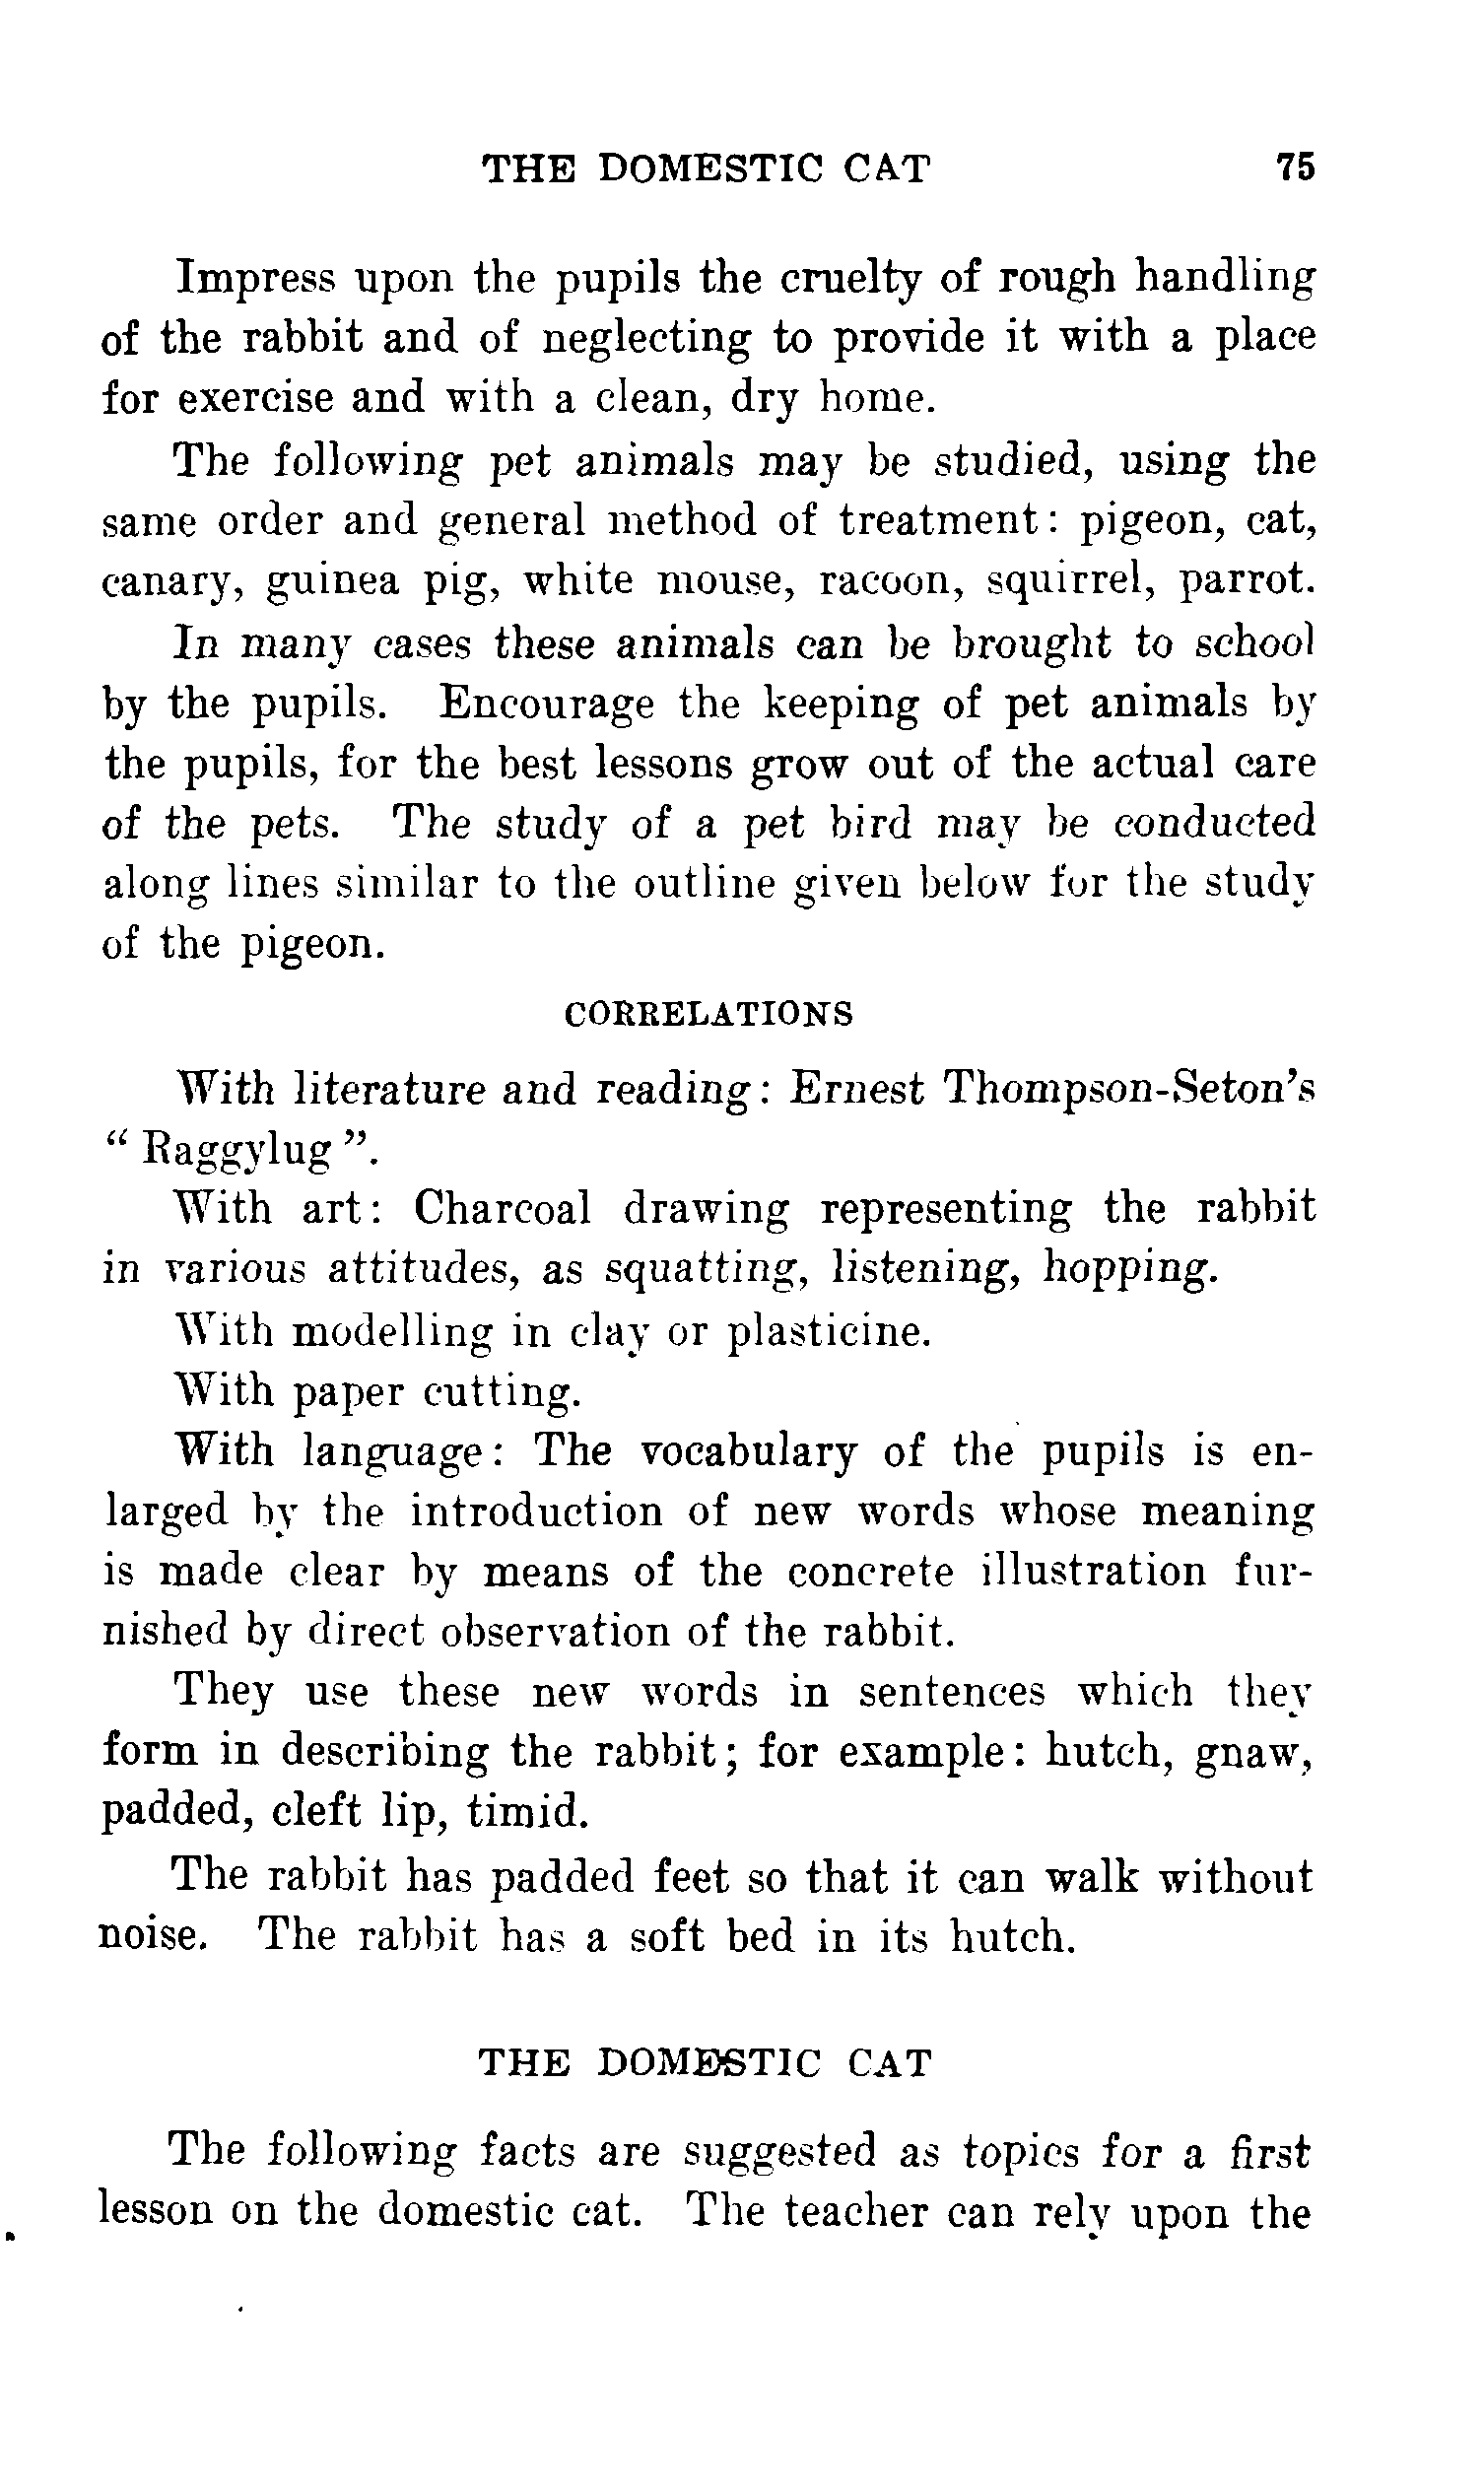 THE DOMESTIC CAT 75
Impress upon the pupils the cruelty of rough handling
of the rabbit and of neglecting to provide it with a place
for exercise and with a clean, dry home.
The following pet animals may be studied, using the
same order and general method of treatment: pigeon, cat,
canary, guinea pig, white mouse, racoon, squirrel, parrot.
In many cases these animals can be brought to school
by the pupils. Encourage the keeping of pet animals by
the pupils, for the best lessons grow out of the actual care
of the pets. The study of a pet bird may be conducted
along lines similar to the outline given below for the study
of the pigeon.
CORRELATIONS
With literature and reading: Ernest Thompson-Seton's
" Raggylug ".
With art: Charcoal drawing representing the rabbit
in various attitudes, as squatting, listening, hopping.
With modelling in clay or plasticine.
With paper cutting.
With language: The vocabulary of the pupils is en-
larged by the introduction of new words whose meaning
is made clear by means of the concrete illustration fur-
nished by direct observation of the rabbit.
They use these new words in sentences which they
form in describing the rabbit; for example: hutch, gnaw,
padded, cleft lip, timid.
The rabbit has padded feet so that it can walk without
noise. The rabbit has a soft bed in its hutch.
THE DOMESTIC CAT
The following facts are suggested as topics for a first
lesson on the domestic cat. The teacher can rely upon the